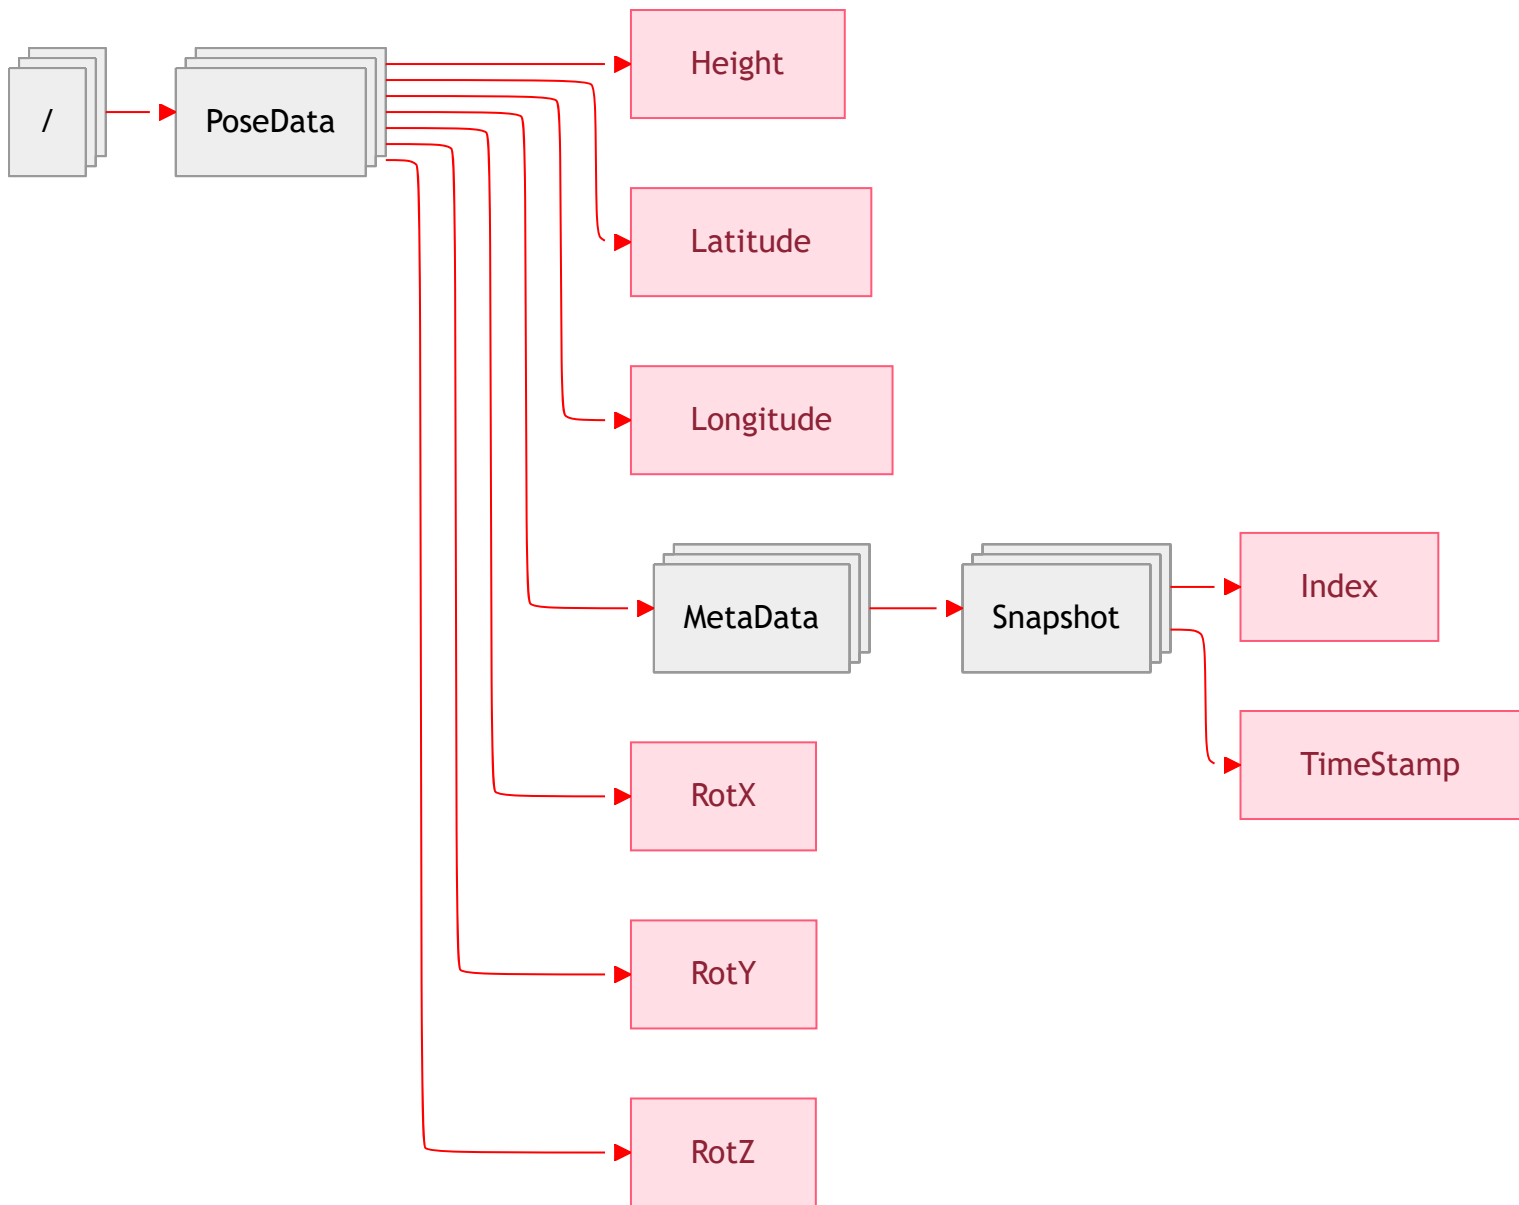 /
PoseData
Height
Latitude
Longitude
MetaData
Snapshot
Index
TimeStamp
RotX
RotY
RotZ